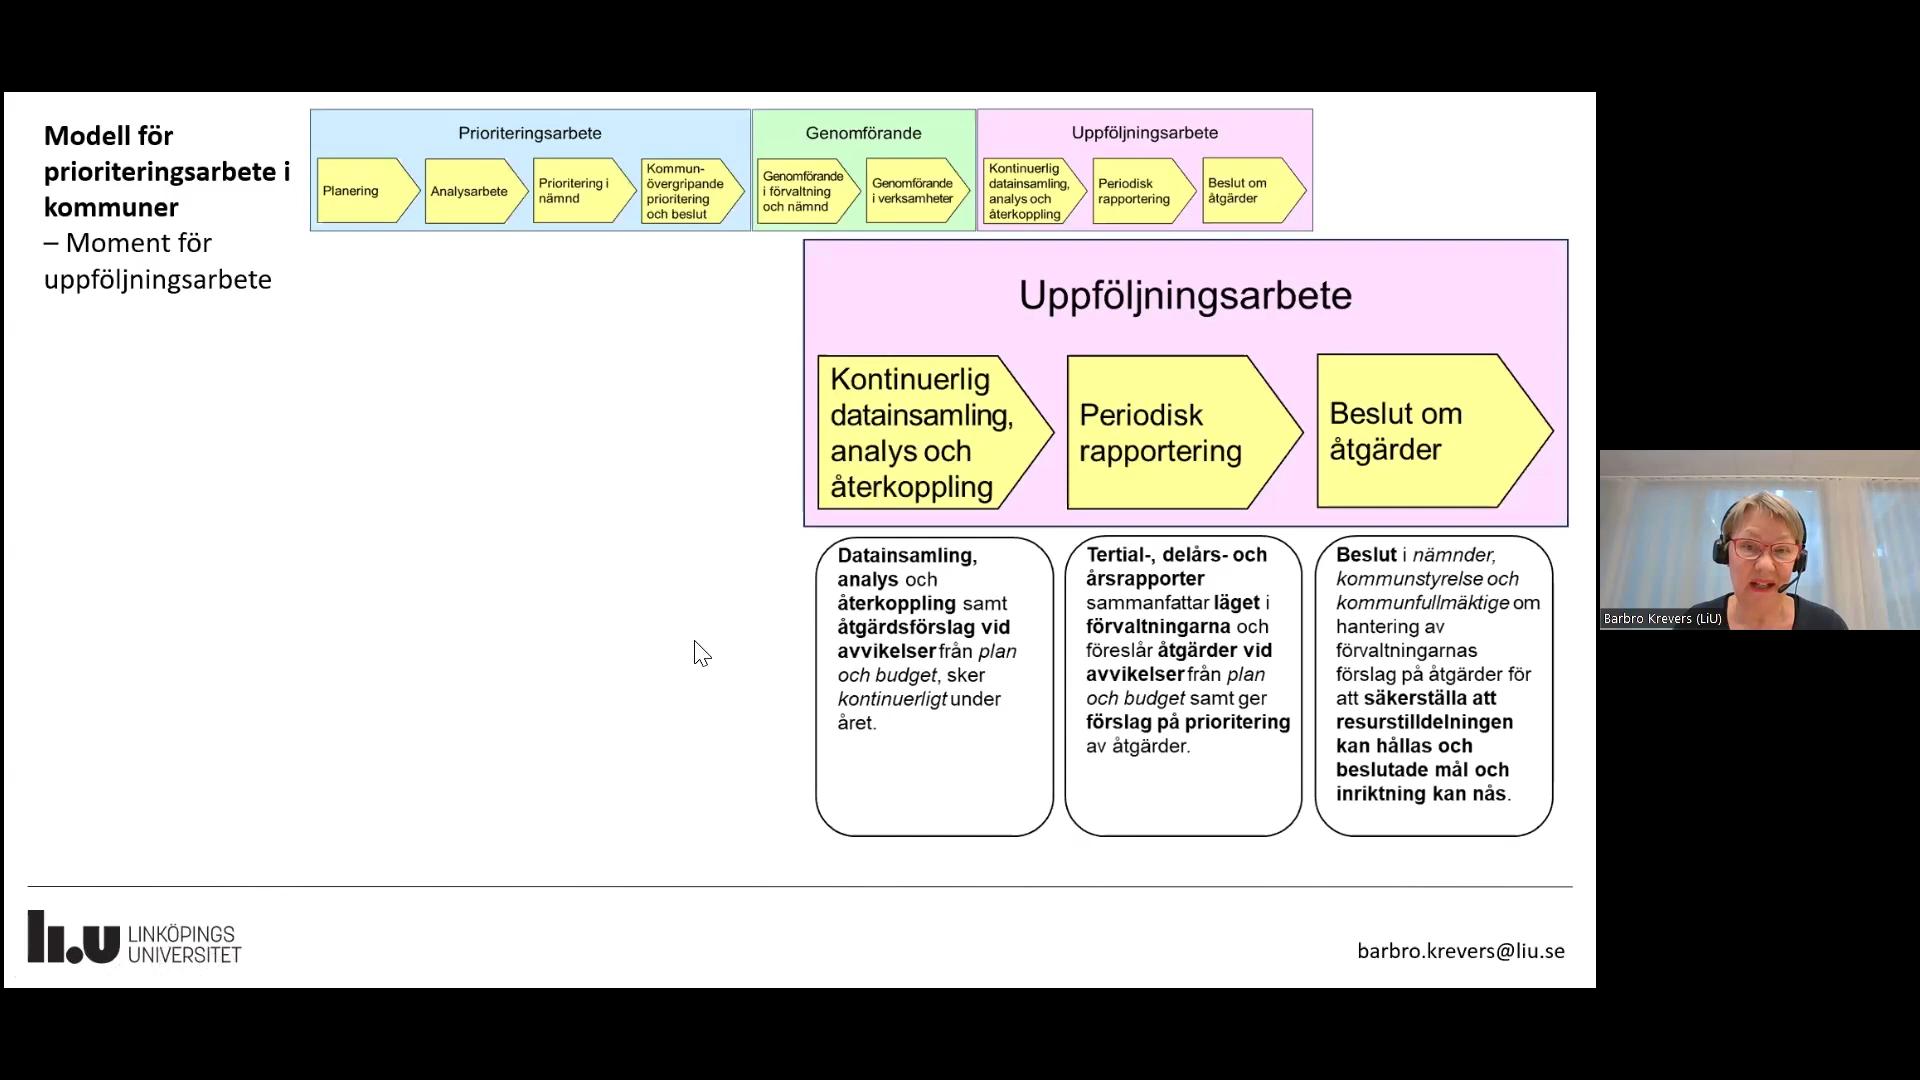 Modell för
prioriteringsarbete i
kommuner
– Moment för
uppföljningsarbete
Prioriteringsarbete
Planering
Analysarbete
Prioritering i
nämnd
Kommun-
övergripande
prioritering
och beslut
Genomförande
Genomförande
i förvaltning
och nämnd
Genomförande
i verksamheter
Uppföljningsarbete
Kontinuerlig
datainsamling,
analys och
återkoppling
Periodisk
rapportering
Beslut om
åtgärder
Uppföljningsarbete
Kontinuerlig
datainsamling,
analys och
återkoppling
Periodisk
rapportering
Beslut om
åtgärder
Datainsamling,
analys och
återkoppling samt
åtgärdsförslag vid
avvikelser från plan
och budget, sker
kontinuerligt under
året.
Tertial-, delårs- och
årsrapporter
sammanfattar läget i
förvaltningarna och
föreslår åtgärder vid
avvikelser från plan
och budget samt ger
förslag på prioritering
av åtgärder.
Beslut i nämnder,
kommunstyrelse och
kommunfullmäktige om
hantering av
förvaltningarnas
förslag på åtgärder för
att säkerställa att
resurstilldelningen
kan hållas och
beslutade mål och
inriktning kan nås.
Barbro Krevers (LiU)
li.u LINKÖPINGS
UNIVERSITET
barbro.krevers@liu.se